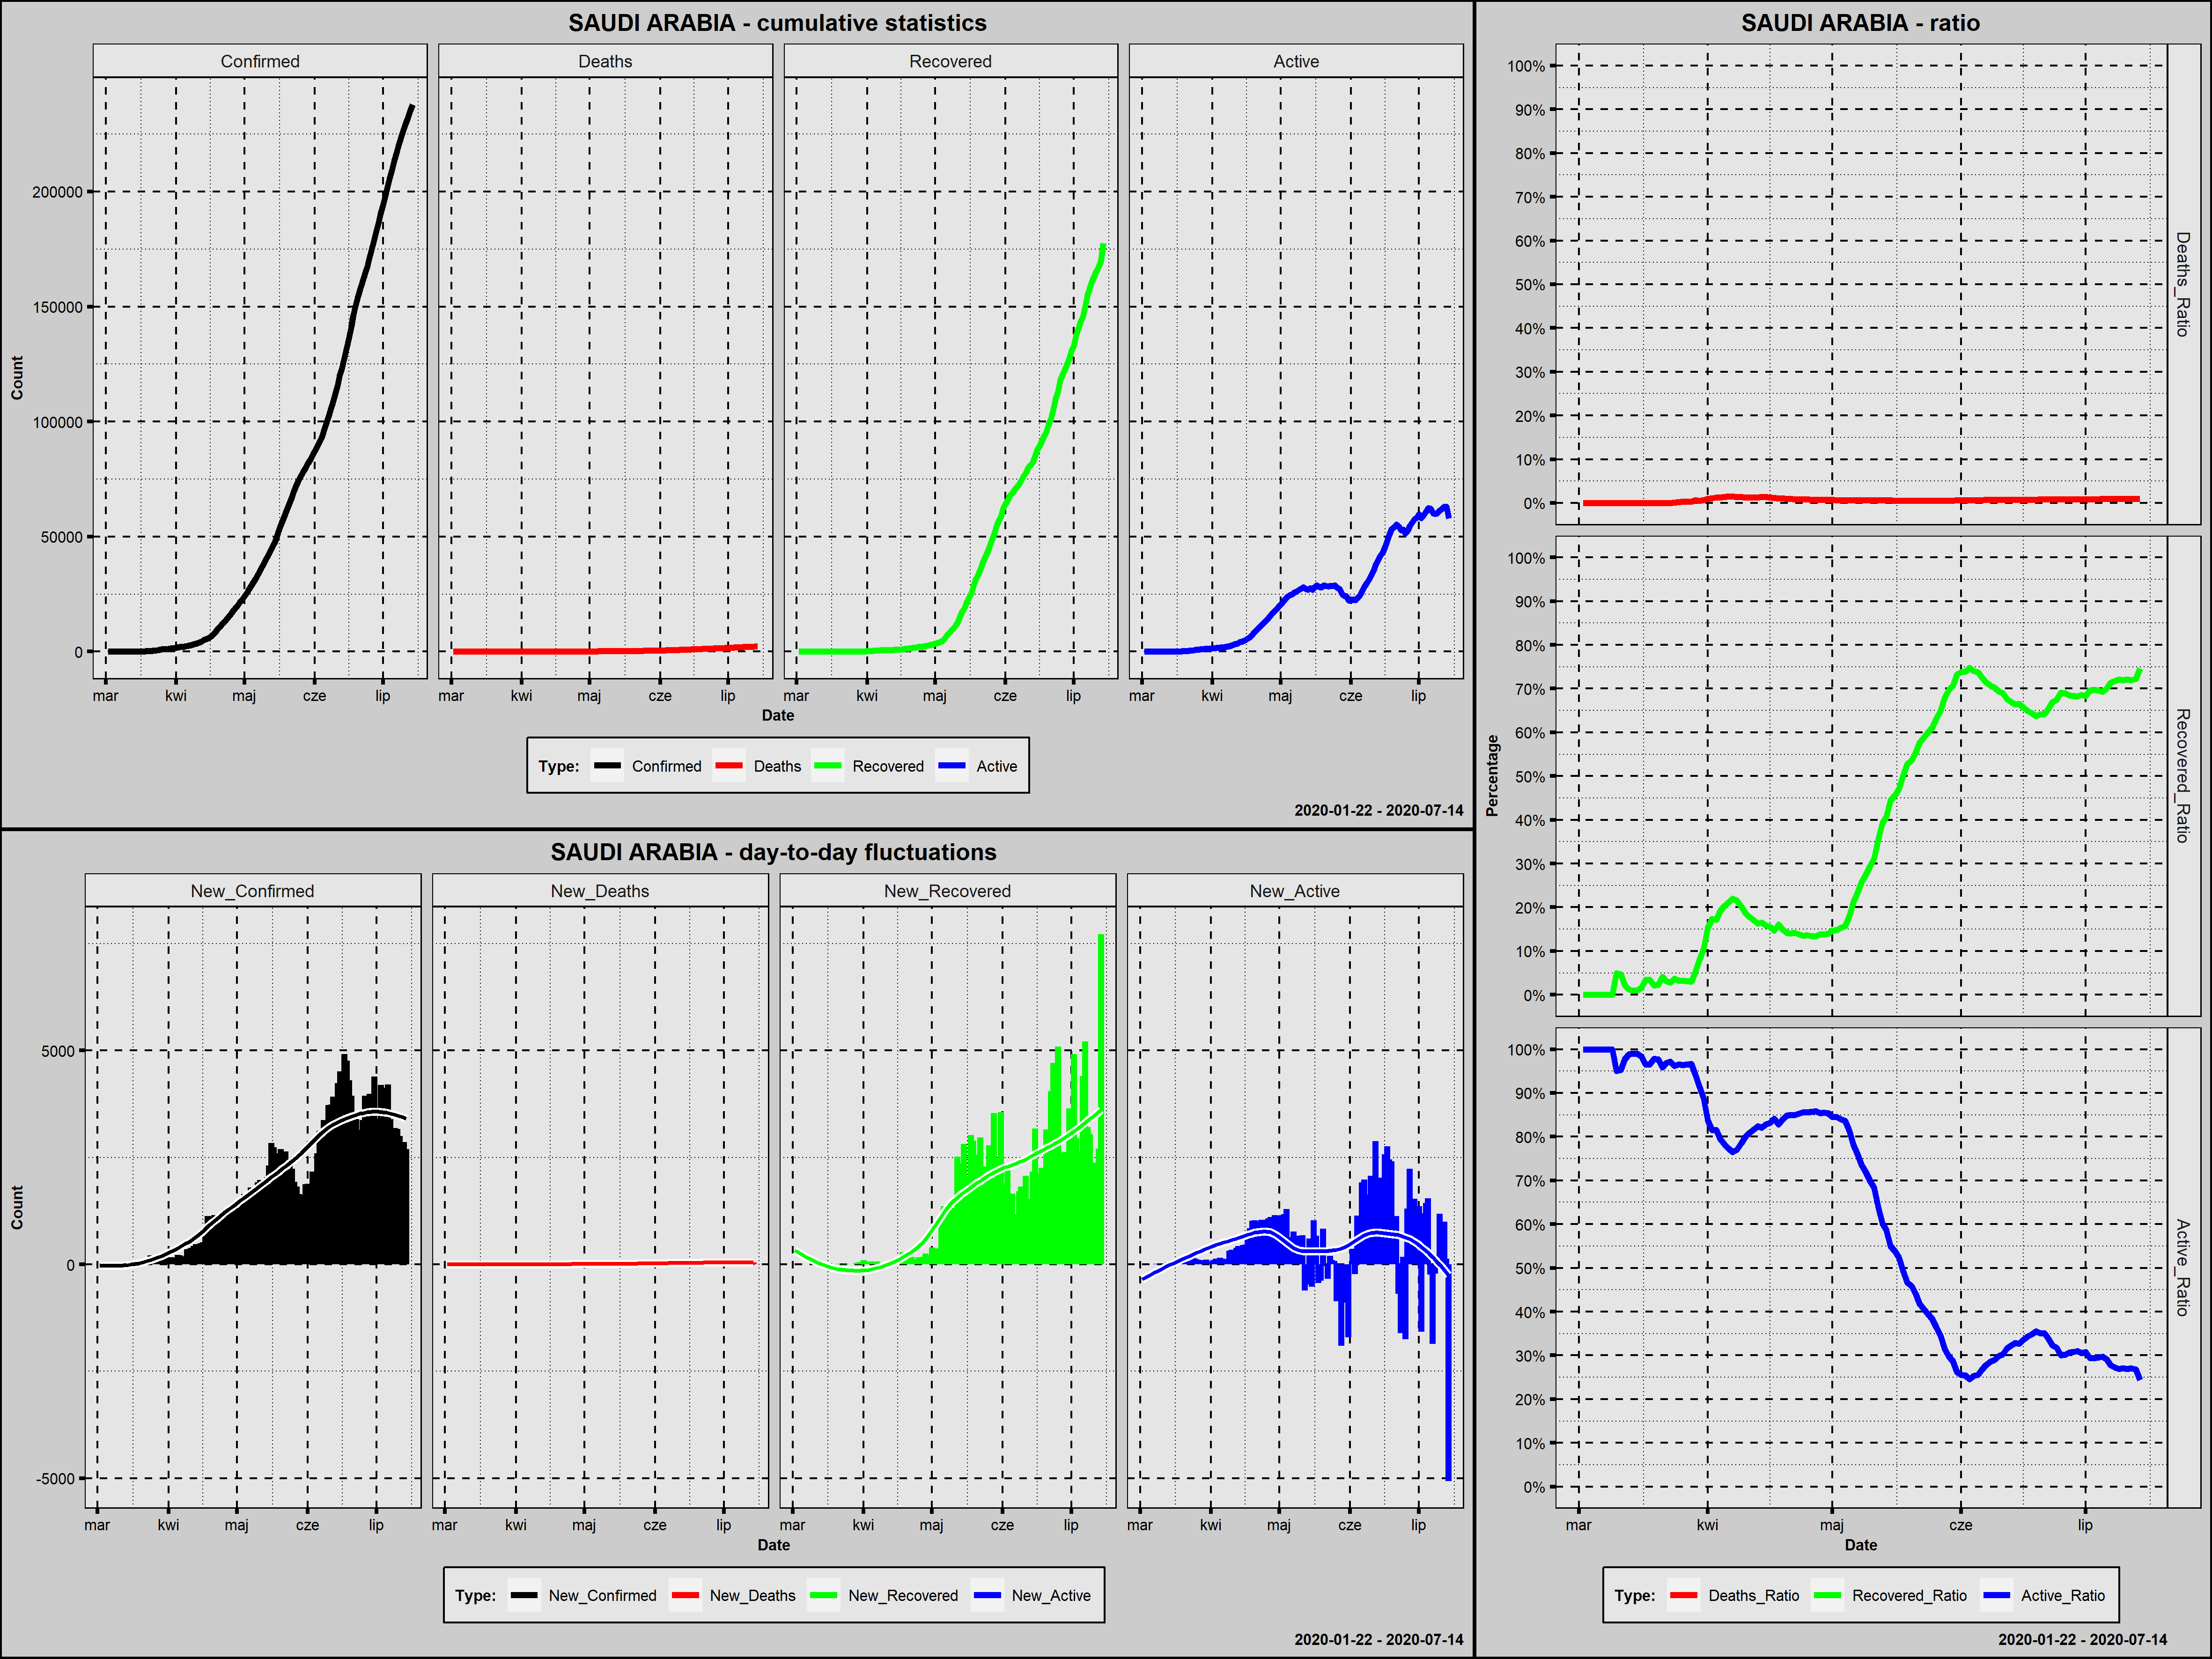 SAUDI ARABIA - cumulative statistics
Confirmed Deaths Recovered Active
Count
200000
150000
100000
50000
0
mar kwi maj cze lip mar kwi maj cze lip mar kwi maj cze lip mar kwi maj cze lip
Date
Type: Confirmed Deaths Recovered Active
2020-01-22 - 2020-07-14
SAUDI ARABIA - day-to-day fluctuations
New_Confirmed New_Deaths New_Recovered New_Active
Count
5000
0
-5000
mar kwi maj cze lip mar kwi maj cze lip mar kwi maj cze lip mar kwi maj cze lip
Date
Type: New_Confirmed New_Deaths New_Recovered New_Active
2020-01-22 - 2020-07-14
SAUDI ARABIA - ratio
Percentage
100%
90%
80%
70%
60%
50%
40%
30%
20%
10%
0%
Deaths_Ratio
100%
90%
80%
70%
60%
50%
40%
30%
20%
10%
0%
Recovered_Ratio
100%
90%
80%
70%
60%
50%
40%
30%
20%
10%
0%
Active_Ratio
mar kwi maj cze lip
Date
Type: Deaths_Ratio Recovered_Ratio Active_Ratio
2020-01-22 - 2020-07-14